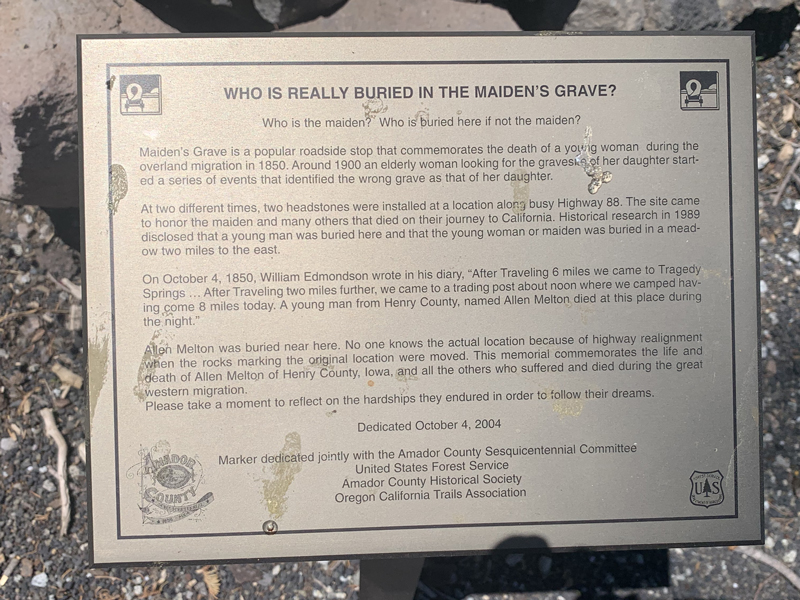 WHO IS REALLY BURIED IN THE MAIDEN'S GRAVE?
Who is the maiden? Who is buried here if not the maiden?
Maiden's Grave is a popular roadside stop that commemorates the death of a young woman during the
overland migration in 1850. Around 1900 an elderly woman looking for the gravesite of her daughter start-
ed a series of events that identified the wrong grave as that of her daughter.
At two different times, two headstones were installed at a location along busy Highway 88. The site came
to honor the maiden and many others that died on their journey to California. Historical research in 1989
disclosed that a young man was buried here and that the young woman or maiden was buried in a mead-
ow two miles to the east.
On October 4, 1850, William Edmondson wrote in his diary, “After Traveling 6 miles we came to Tragedy
Springs ... After Traveling two miles further, we came to a trading post about noon where we camped hav-
ing come 8 miles today. A young man from Henry County, named Allen Melton died at this place during
the night.”
Allen Melton was buried near here. No one knows the actual location because of highway realignment
when the rocks marking the original location were moved. This memorial commemorates the life and
death of Allen Melton of Henry County, Iowa, and all the others who suffered and died during the great
western migration.
Please take a moment to reflect on the hardships they endured in order to follow their dreams.
Dedicated October 4, 2004
Marker dedicated jointly with the Amador County Sesquicentennial Committee
United States Forest Service
Amador County Historical Society
Oregon California Trails Association
AMADOR
COUNTY
U S